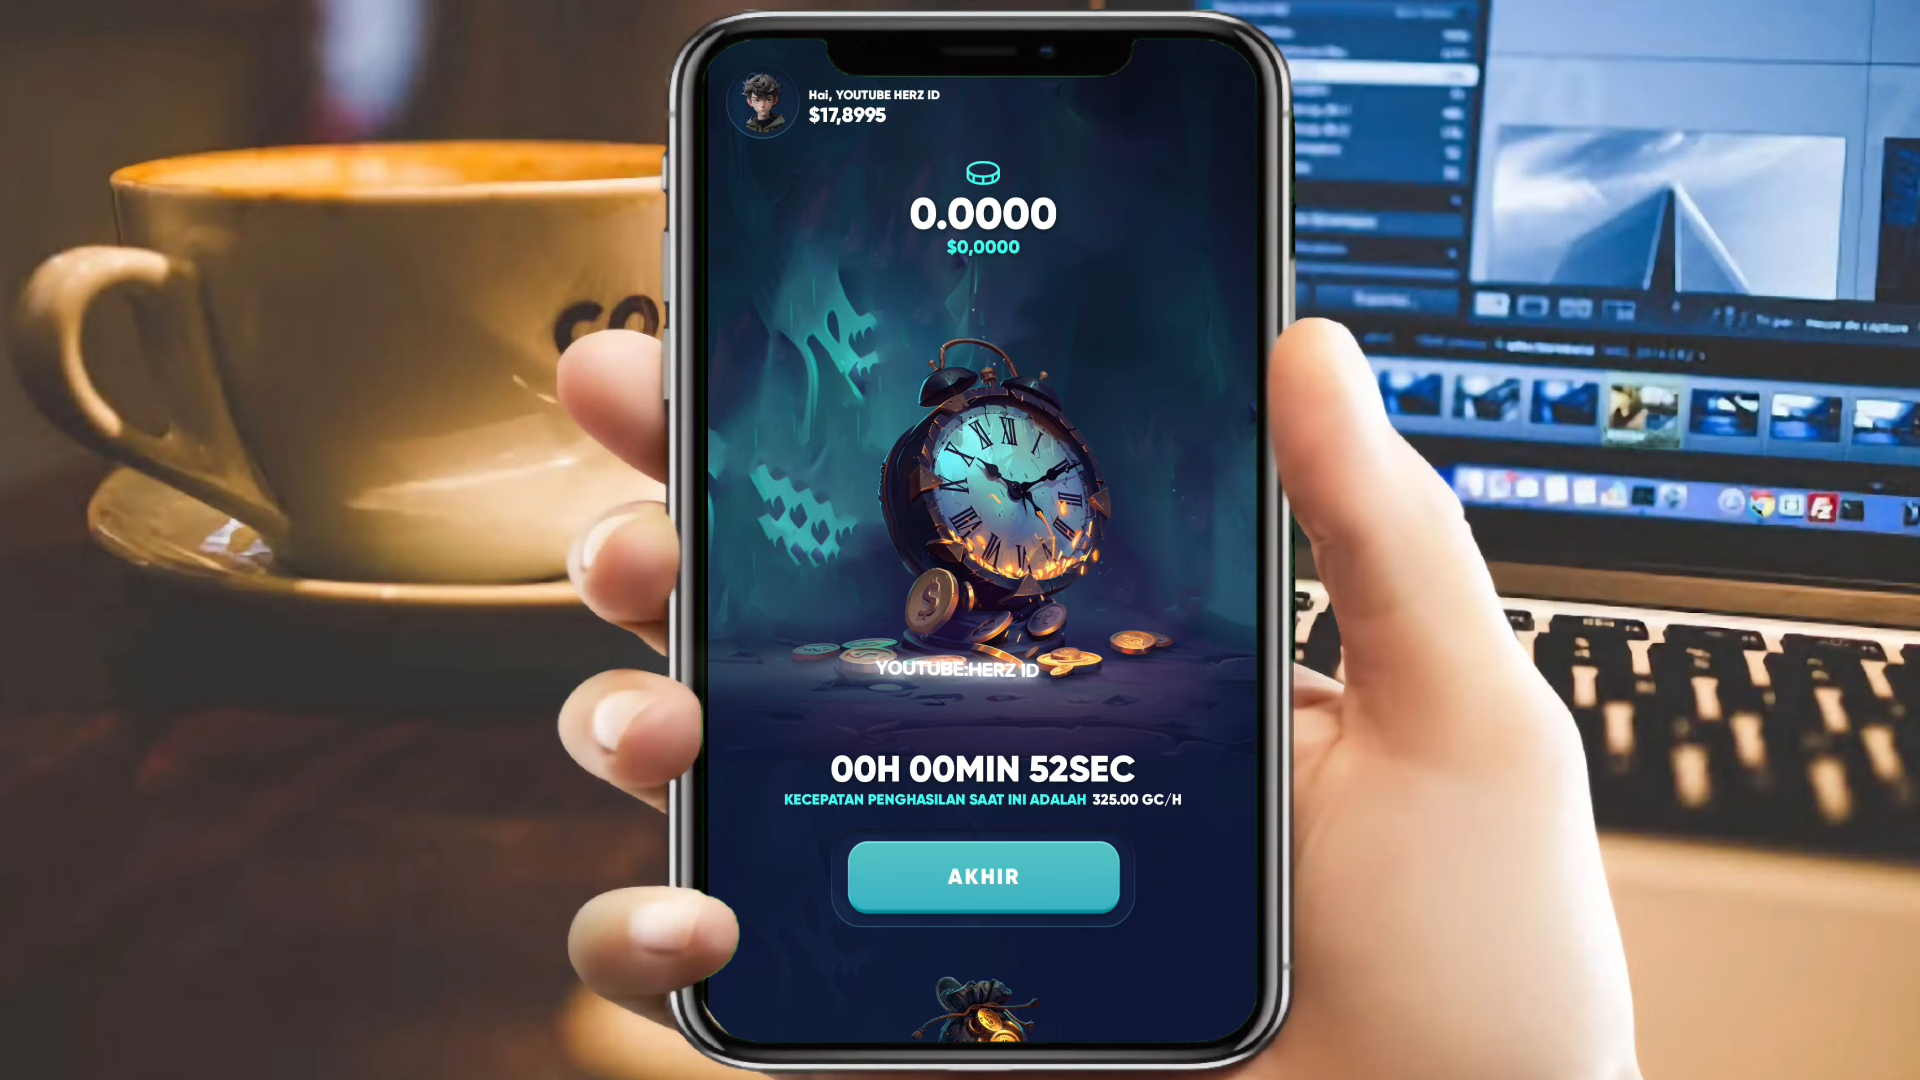 Hai, YOUTUBE HERZ ID
$17,8995
0.0000
$0,0000
CO
YOUTUBE:HERZ ID
00H 00MIN 52SEC
KECEPATAN PENGHASILAN SAAT INI ADALAH 325.00 GC/H
AKHIR